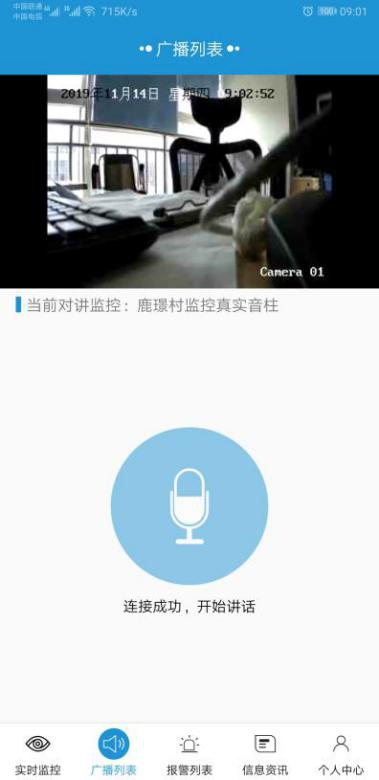 中国联通
中国电信
4G
1X
715K/s
100
09:01
••广播列表••
2019年11月14日 星期四 09:02:52
Camera 01
当前对讲监控：鹿璟村监控真实音柱
连接成功，开始讲话
实时监控 广播列表 报警列表 信息资讯 个人中心